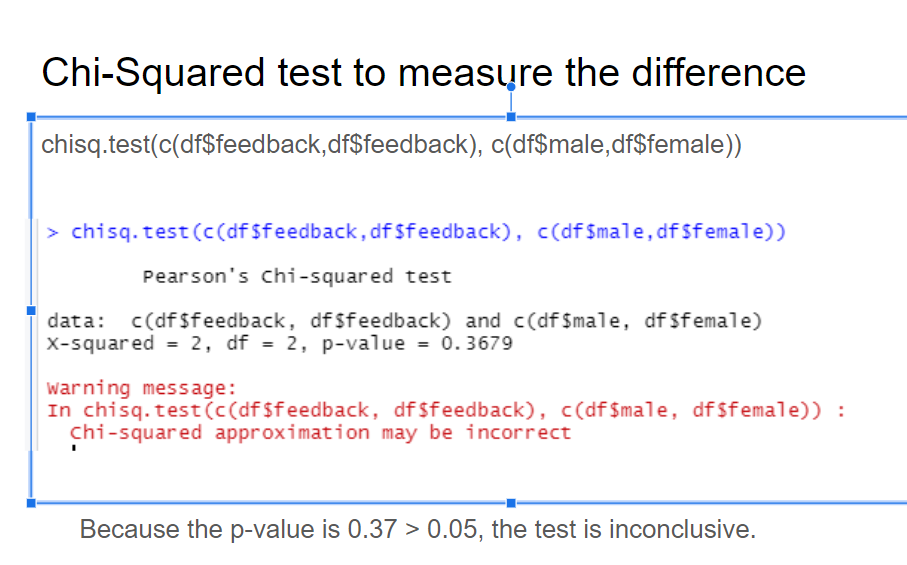 Chi-Squared test to measure the difference
chisq.test(c(df$feedback,df$feedback), c(df$male,df$female))
> chisq.test(c(df$feedback,df$feedback), c(df$male,df$female))
Pearson's Chi-squared test
data:  c(df$feedback, df$feedback) and c(df$male, df$female)
X-squared = 2, df = 2, p-value = 0.3679
Warning message:
In chisq.test(c(df$feedback, df$feedback), c(df$male, df$female)) :
Chi-squared approximation may be incorrect
Because the p-value is 0.37 > 0.05, the test is inconclusive.